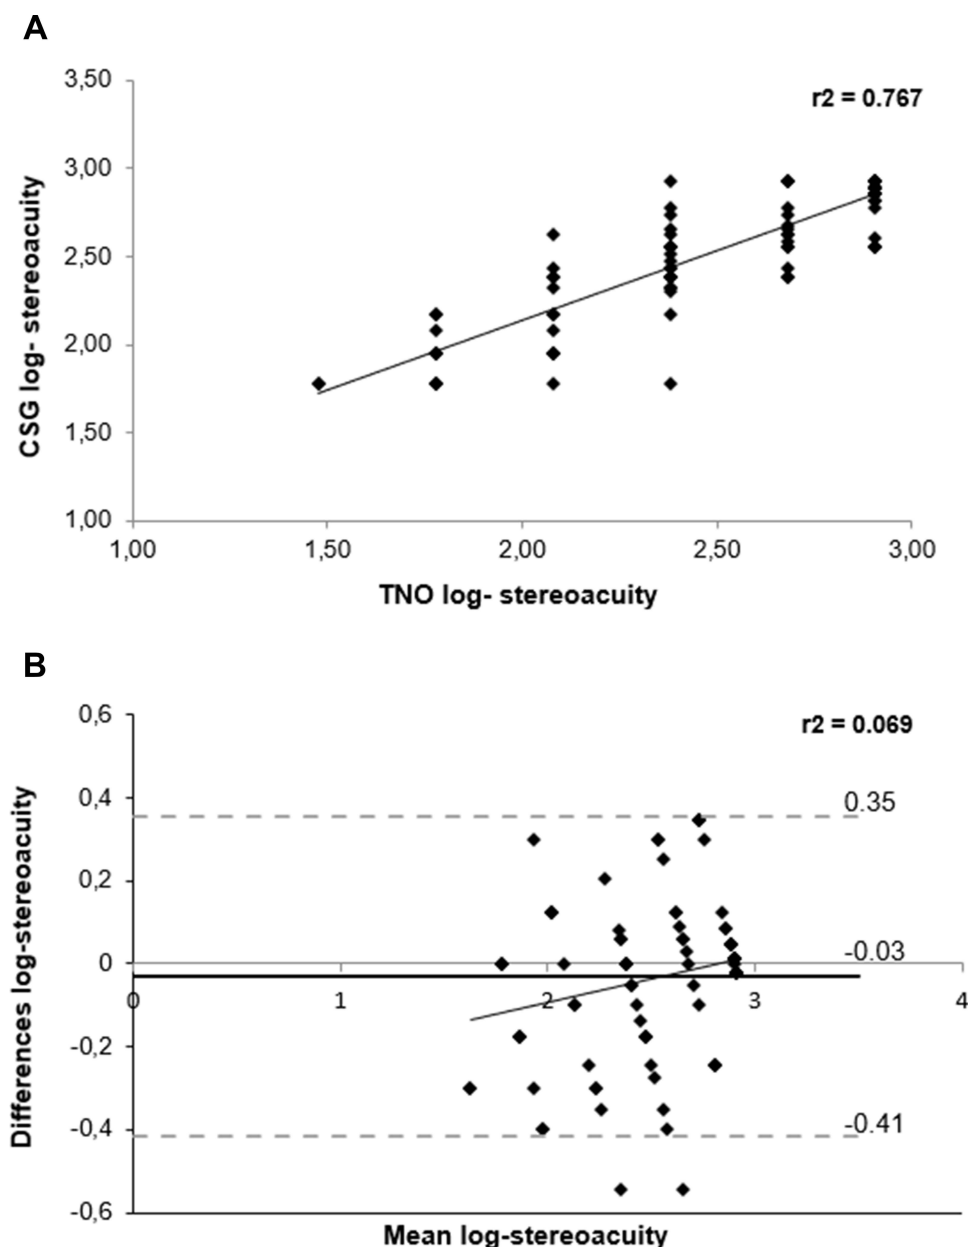 A
3,50
r2 = 0.767
3,00
2,50
2,00
1,50
1,00
CSG log- stereoacuity
1,00 1,50 2,00 2,50 3,00
TNO log- stereoacuity
B
0,6
r2 = 0.069
0,4
0.35
0,2
0
-0.03
0 1 2 3 4
-0,2
-0,4
-0.41
-0,6
Differences log-stereoacuity
Mean log-stereoacuity